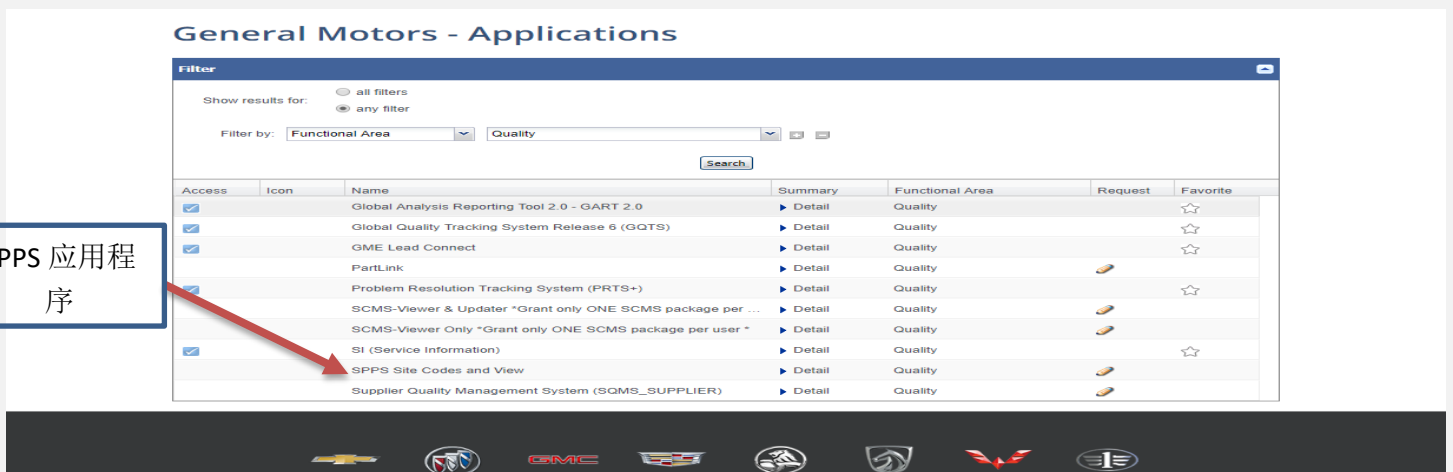 General Motors - Applications
Filter
Show results for:
all filters
any filter
Filter by: Functional Area Quality
Search
Access Icon Name Summary Functional Area Request Favorite
Global Analysis Reporting Tool 2.0 - GART 2.0 Detail Quality
Global Quality Tracking System Release 6 (GQTS) Detail Quality
GME Lead Connect Detail Quality
PartLink Detail Quality
Problem Resolution Tracking System (PRTS+) Detail Quality
SCMS-Viewer & Updater *Grant only ONE SCMS package per ... Detail Quality
SCMS-Viewer Only *Grant only ONE SCMS package per user * Detail Quality
SI (Service Information) Detail Quality
SPPS Site Codes and View Detail Quality
Supplier Quality Management System (SQMS_SUPPLIER) Detail Quality
PPS 应用程
序
GMC